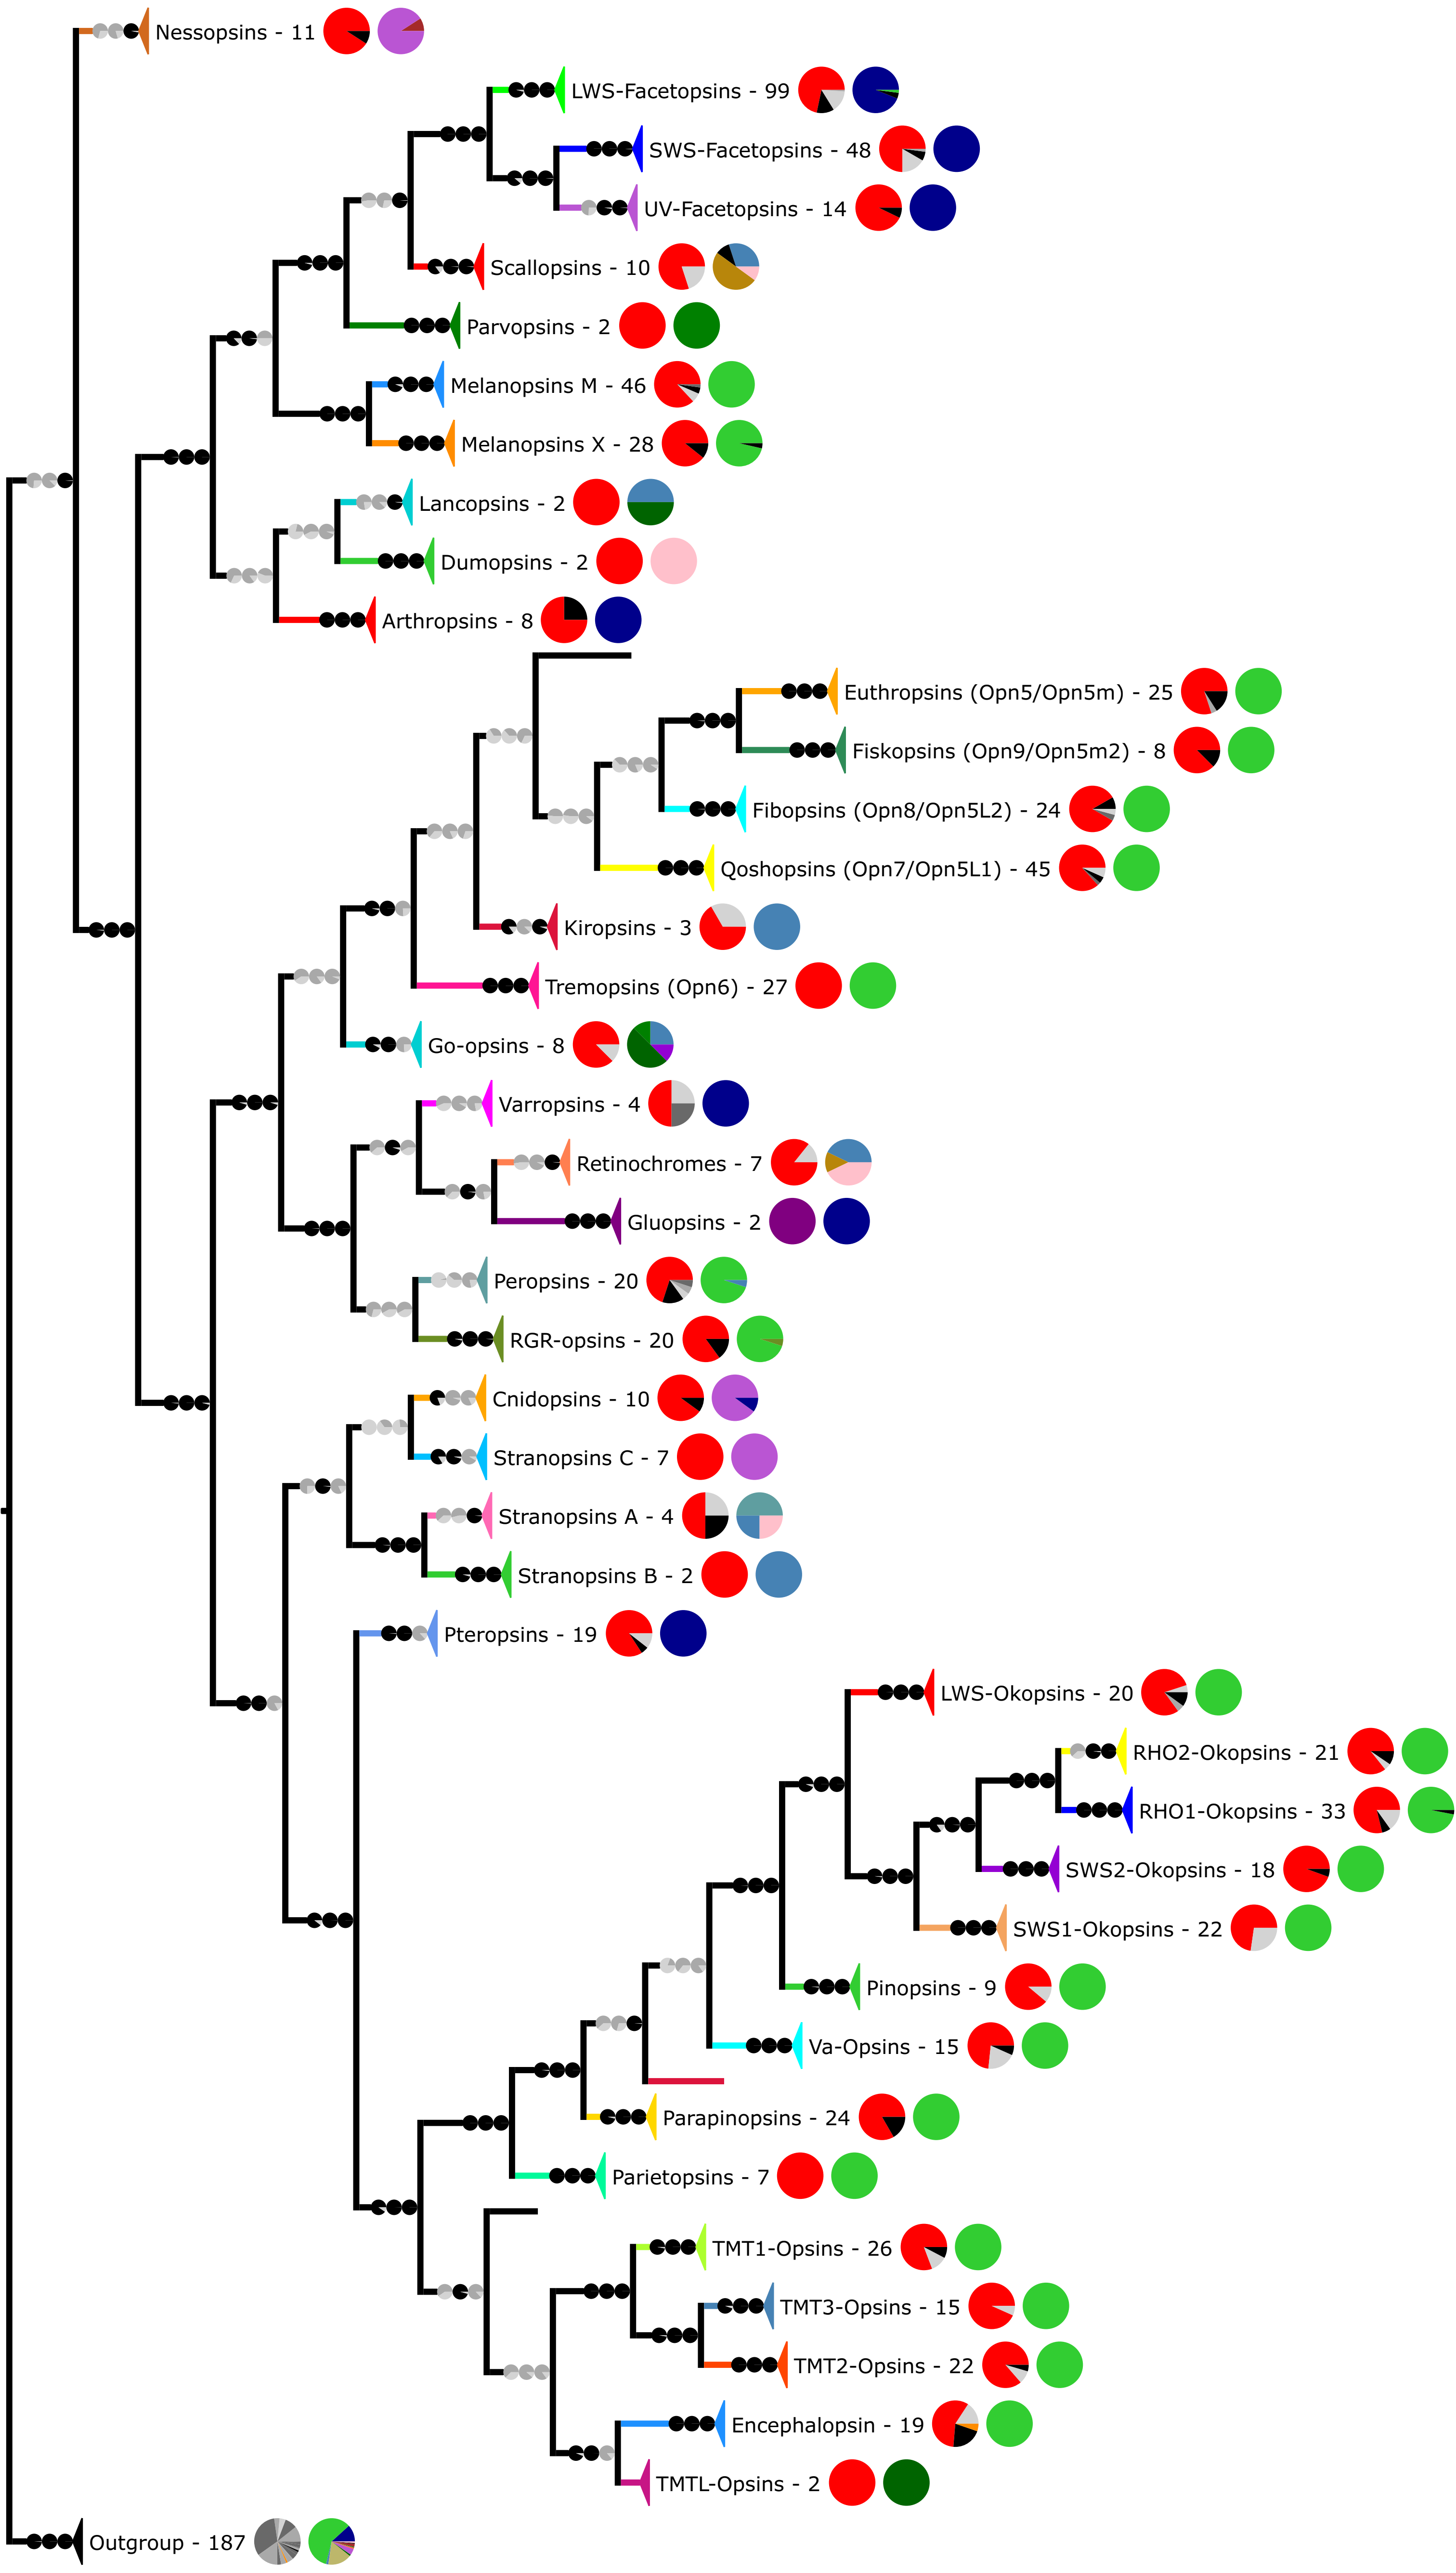 Nessopsins - 11
LWS-Facetopsins - 99
SWS-Facetopsins - 48
UV-Facetopsins - 14
Scallopsins - 10
Parvopsins - 2
Melanopsins M - 46
Melanopsins X - 28
Lancopsins - 2
Dumopsins - 2
Arthropsins - 8
Euthropsins (Opn5/Opn5m) - 25
Fiskopsins (Opn9/Opn5m2) - 8
Fibopsins (Opn8/Opn5L2) - 24
Qoshopsins (Opn7/Opn5L1) - 45
Kiropsins - 3
Tremopsins (Opn6) - 27
Go-opsins - 8
Varropsins - 4
Retinochromes - 7
Gluopsins - 2
Peropsins - 20
RGR-opsins - 20
Cnidopsins - 10
Stranopsins C - 7
Stranopsins A - 4
Stranopsins B - 2
Pteropsins - 19
LWS-Okopsins - 20
RHO2-Okopsins - 21
RHO1-Okopsins - 33
SWS2-Okopsins - 18
SWS1-Okopsins - 22
Pinopsins - 9
Va-Opsins - 15
Parapinopsins - 24
Parietopsins - 7
TMT1-Opsins - 26
TMT3-Opsins - 15
TMT2-Opsins - 22
Encephalopsin - 19
TMTL-Opsins - 2
Outgroup - 187